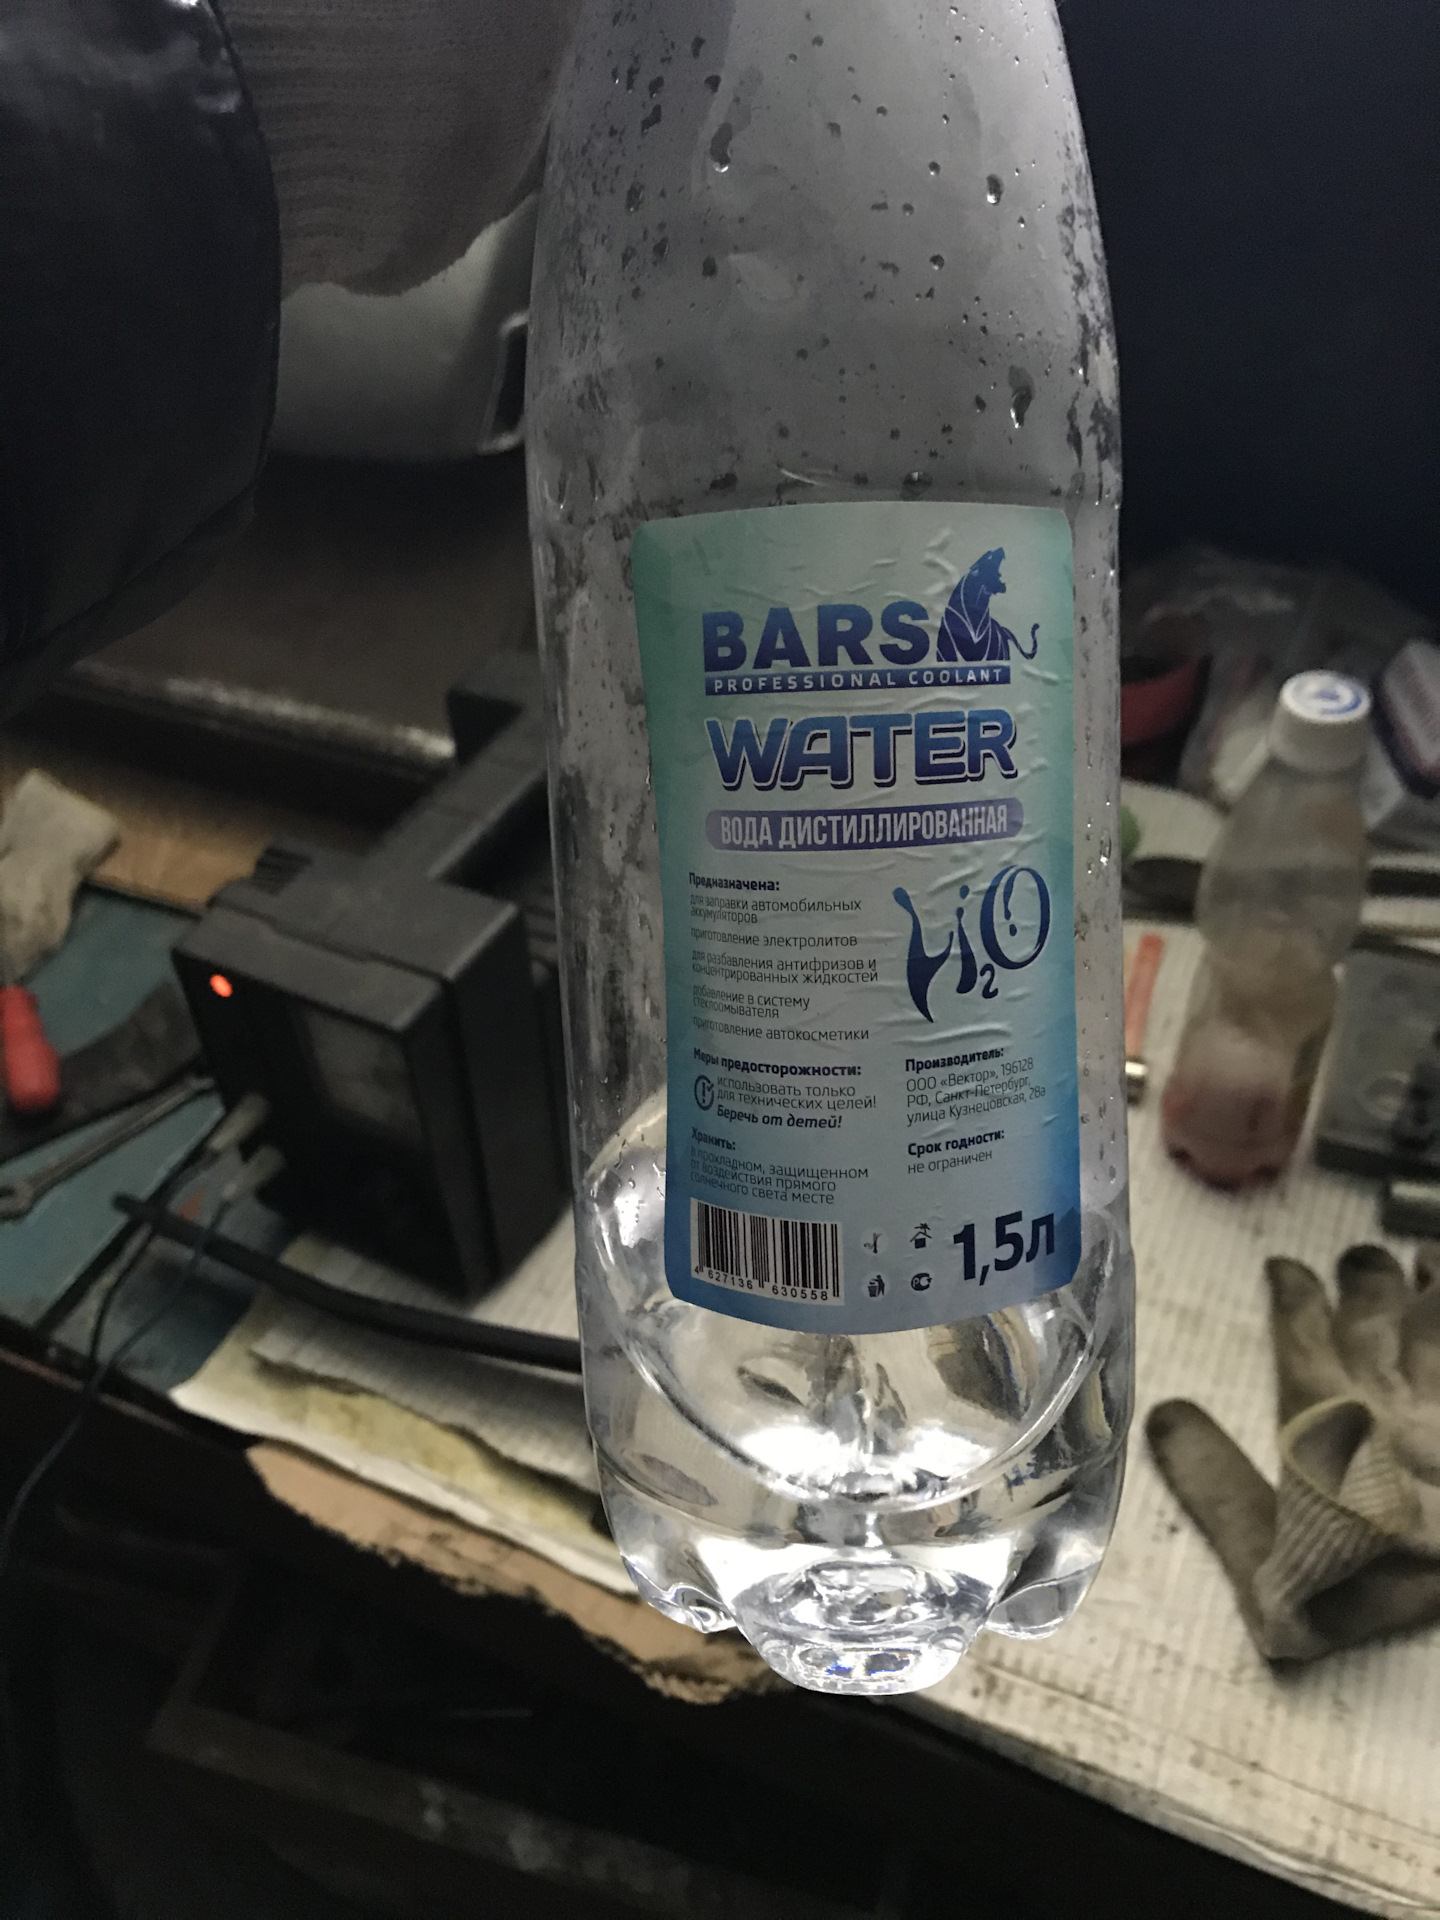 BARS
PROFESSIONAL COOLANT
WATER
ВОДА ДИСТИЛЛИРОВАННАЯ
Предназначена:
для заправки автомобильных
аккумуляторов
приготовление электролитов
для разбавления антифризов и
концентрированных жидкостей
добавление в систему
стеклоомывателя
приготовление автокосметики
H2O
Меры предосторожности:
использовать только
для технических целей!
Беречь от детей!
Хранить:
в прохладном, защищенном
от воздействия прямого
солнечного света месте
Производитель:
ООО «Вектор», 196128
РФ, Санкт-Петербург,
улица Кузнецовская, 28а
Срок годности:
не ограничен
4 627136 630558
РСТ
1,5л